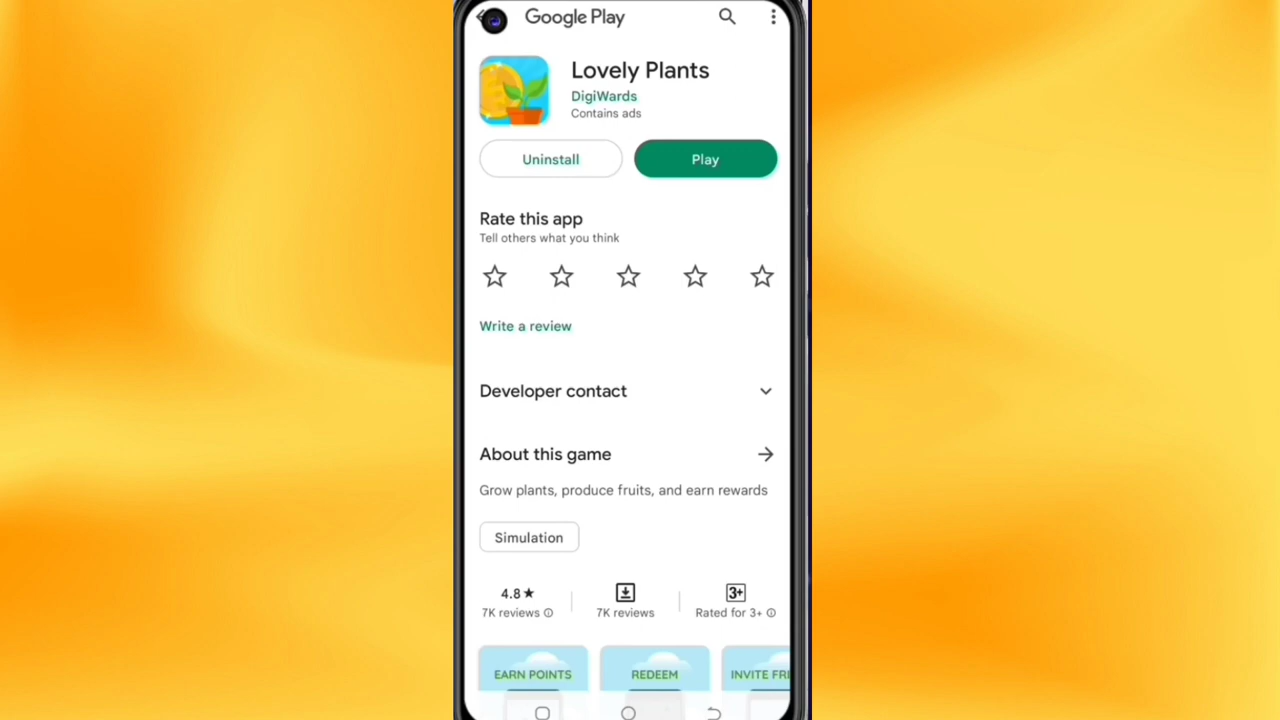 Google Play
Lovely Plants
DigiWards
Contains ads
Uninstall
Play
Rate this app
Tell others what you think
Write a review
Developer contact
About this game
Grow plants, produce fruits, and earn rewards
Simulation
4.8★
7K reviews
7K reviews
3+
Rated for 3+
EARN POINTS
REDEEM
INVITE FRI